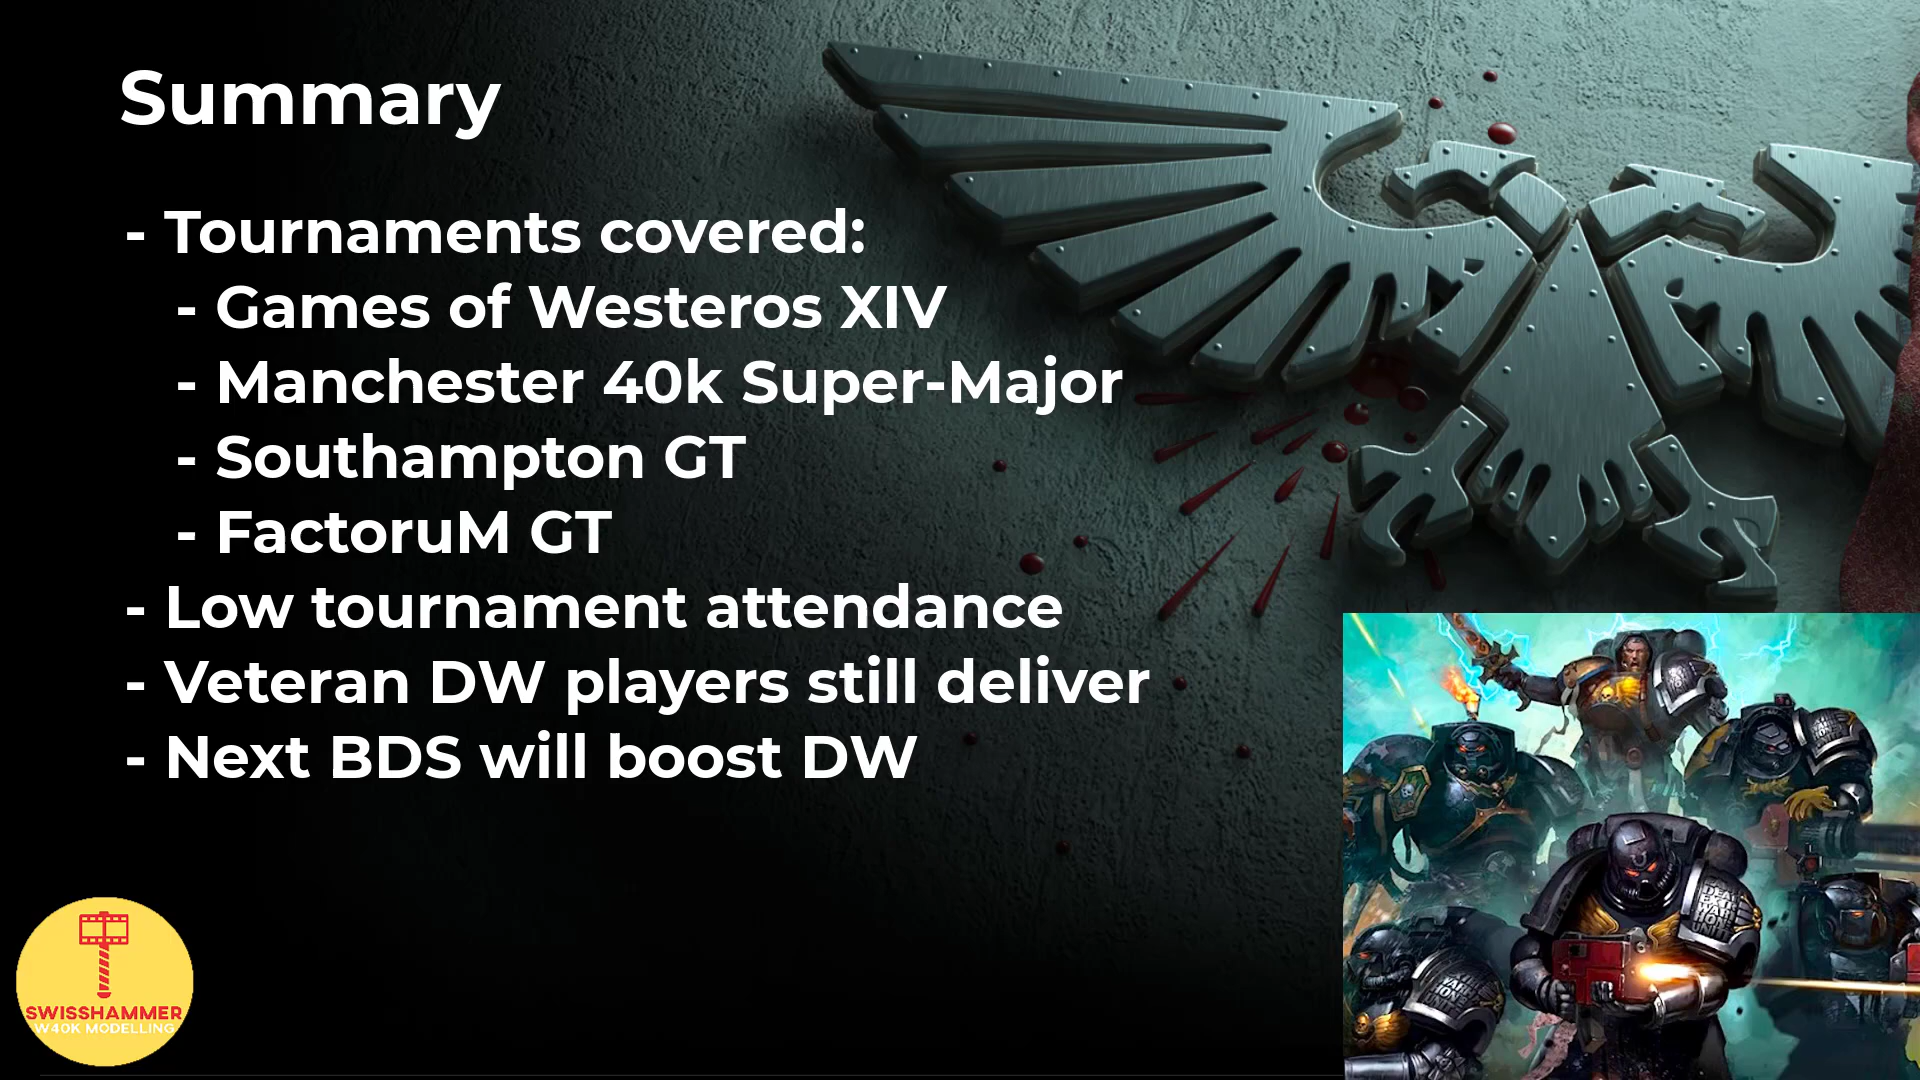 Summary
- Tournaments covered:
- Games of Westeros XIV
- Manchester 40k Super-Major
- Southampton GT
- FactoruM GT
- Low tournament attendance
- Veteran DW players still deliver
- Next BDS will boost DW
SWISSHAMMER
W40K MODELLING